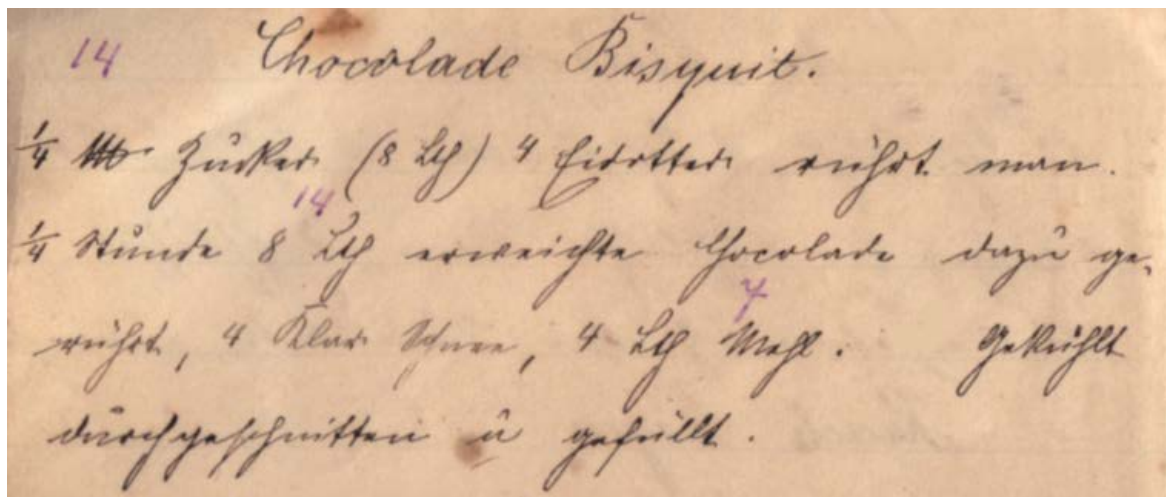 14 Chocolade Bisquit.
¼ Zucker (8 Lth) 4 Eidotter rührt man
14
¼ Stunde 8 Lth erweichte Chocolade dazu ge-
7
rührt, 4 Klar Schnee, 4 Lth Mehl. Gekühlt
durchgeschnitten u gefüllt.